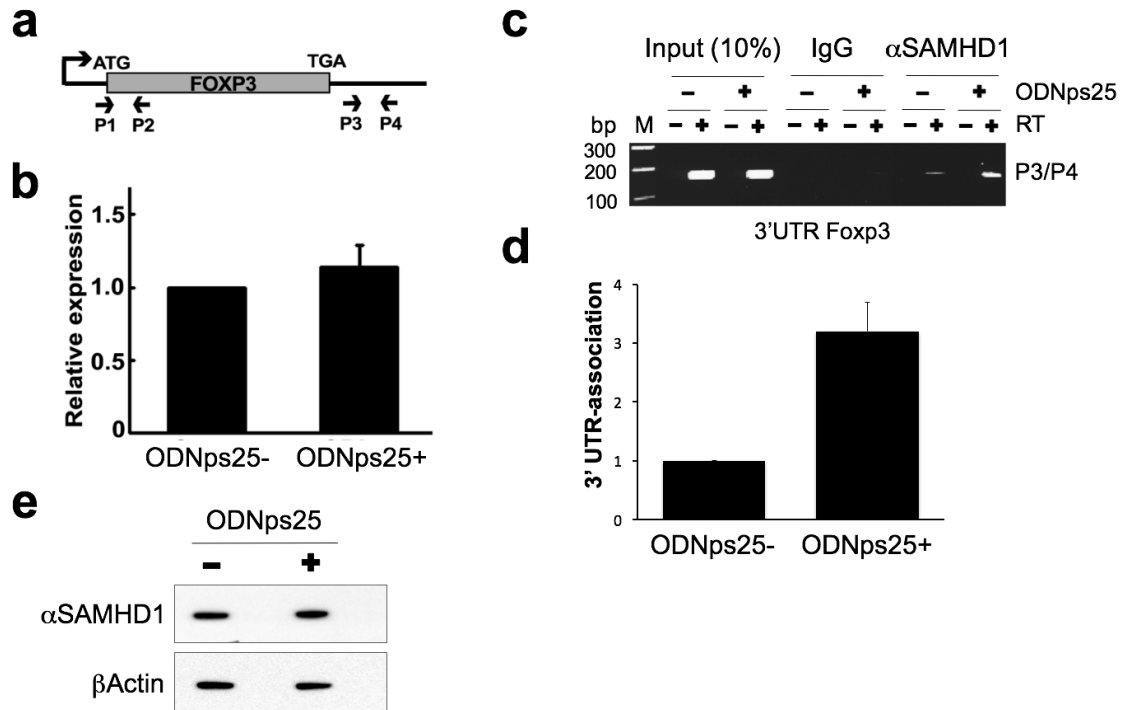 a
ATG TGA
FOXP3
P1 P2 P3 P4
b
Relative expression
1.5
1.0
0.5
0
ODNps25- ODNps25+
c
Input (10%) IgG αSAMHD1
− + − + − + ODNps25
bp M − + − + − + − + − + − + RT
300
200
100
P3/P4
3'UTR Foxp3
d
3' UTR-association
4
3
2
1
0
ODNps25- ODNps25+
e
ODNps25
− +
αSAMHD1
βActin